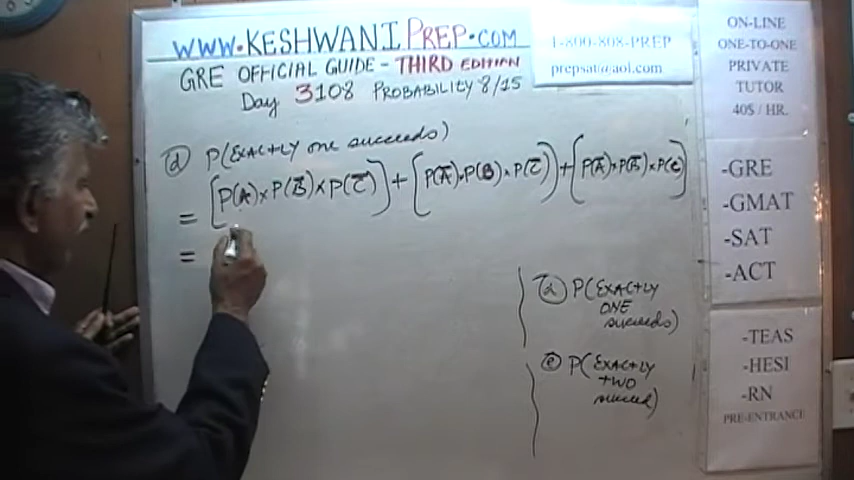 WWW.KESHWANIPREP.COM
GRE OFFICIAL GUIDE - THIRD EDITION
Day 3108 PROBABILITY 8/15
1-800-808-PREP
prepsat@aol.com
ON-LINE
ONE-TO-ONE
PRIVATE
TUTOR
40$ / HR.
-GRE
-GMAT
-SAT
-ACT
-TEAS
-HESI
-RN
PRE-ENTRANCE
(d) P(EXACTLY one succeeds)
= [P(A)×P(B̅)×P(C̅)] + [P(A̅)×P(B)×P(C̅)] + [P(A̅)×P(B̅)×P(C)]
=
(d) P(EXACTLY
ONE
succeeds)
(e) P(EXACTLY
TWO
succeed)